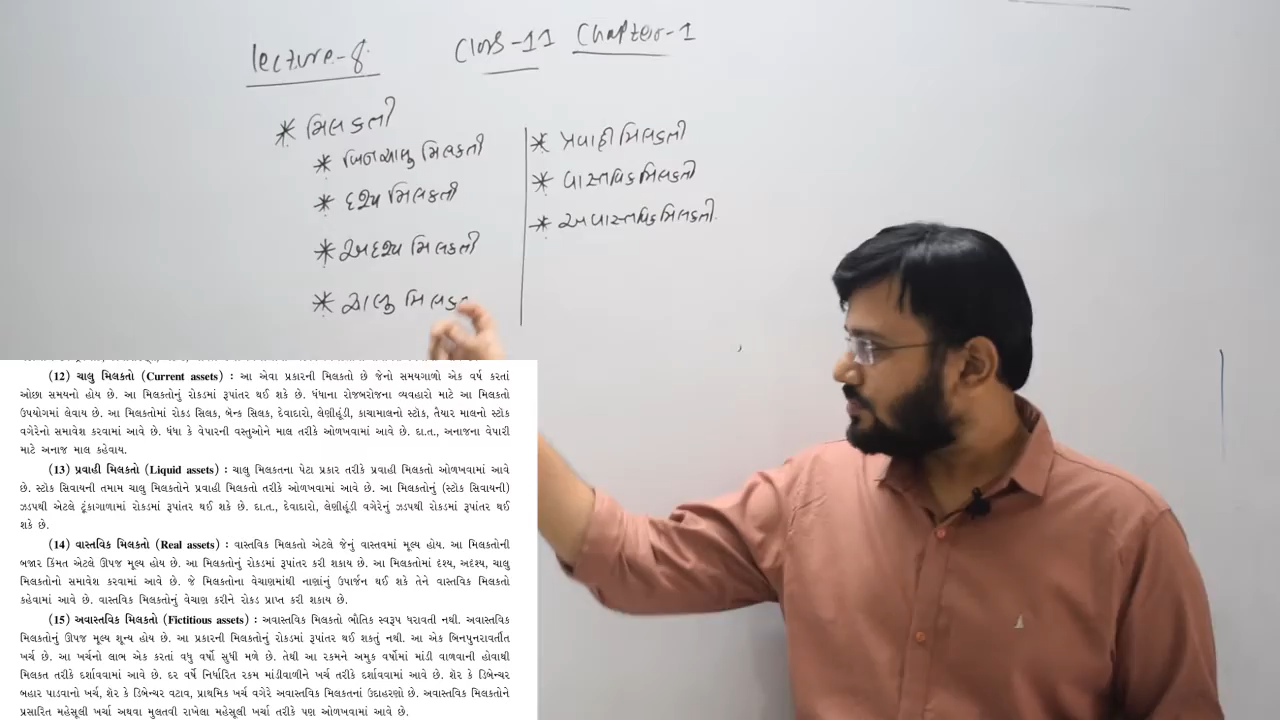 Lecture-8
Class-11 Chapter-1
* મિલકતો
* બિનચાલુ મિલકતો
* દૃશ્ય મિલકતો
* અદૃશ્ય મિલકતો
* ચાલુ મિલકત
* પ્રવાહી મિલકતો
* વાસ્તવિક મિલકતો
* અવાસ્તવિક મિલકતો.
(12) ચાલુ મિલકતો (Current assets) : આ એવા પ્રકારની મિલકતો છે જેનો સમયગાળો એક વર્ષ કરતાં
ઓછા સમયનો હોય છે. આ મિલકતોનું રોકડમાં રૂપાંતર થઈ શકે છે. ધંધાના રોજબરોજના વ્યવહારો માટે આ મિલકતો
ઉપયોગમાં લેવાય છે. આ મિલકતોમાં રોકડ સિલક, બૅન્ક સિલક, દેવાદારો, લેણીહૂંડી, કાચામાલનો સ્ટૉક, તૈયાર માલનો સ્ટૉક
વગેરેનો સમાવેશ કરવામાં આવે છે. ધંધા કે વેપારની વસ્તુઓને માલ તરીકે ઓળખવામાં આવે છે. દા.ત., અનાજના વેપારી
માટે અનાજ માલ કહેવાય.
(13) પ્રવાહી મિલકતો (Liquid assets) : ચાલુ મિલકતના પેટા પ્રકાર તરીકે પ્રવાહી મિલકતો ઓળખવામાં આવે
છે. સ્ટૉક સિવાયની તમામ ચાલુ મિલકતોને પ્રવાહી મિલકતો તરીકે ઓળખવામાં આવે છે. આ મિલકતોનું (સ્ટૉક સિવાયની)
ઝડપથી એટલે ટૂંકાગાળામાં રોકડમાં રૂપાંતર થઈ શકે છે. દા.ત., દેવાદારો, લેણીહૂંડી વગેરેનું ઝડપથી રોકડમાં રૂપાંતર થઈ
શકે છે.
(14) વાસ્તવિક મિલકતો (Real assets) : વાસ્તવિક મિલકતો એટલે જેનું વાસ્તવમાં મૂલ્ય હોય. આ મિલકતોની
બજાર કિંમત એટલે ઊપજ મૂલ્ય હોય છે. આ મિલકતોનું રોકડમાં રૂપાંતર કરી શકાય છે. આ મિલકતોમાં દૃશ્ય, અદૃશ્ય, ચાલુ
મિલકતોનો સમાવેશ કરવામાં આવે છે. જે મિલકતોના વેચાણમાંથી નાણાંનું ઉપાર્જન થઈ શકે તેને વાસ્તવિક મિલકતો
કહેવામાં આવે છે. વાસ્તવિક મિલકતોનું વેચાણ કરીને રોકડ પ્રાપ્ત કરી શકાય છે.
(15) અવાસ્તવિક મિલકતો (Fictitious assets) : અવાસ્તવિક મિલકતો ભૌતિક સ્વરૂપ ધરાવતી નથી. અવાસ્તવિક
મિલકતોનું ઊપજ મૂલ્ય શૂન્ય હોય છે. આ પ્રકારની મિલકતોનું રોકડમાં રૂપાંતર થઈ શકતું નથી. આ એક બિનપુનરાવર્તીત
ખર્ચ છે. આ ખર્ચનો લાભ એક કરતાં વધુ વર્ષો સુધી મળે છે. તેથી આ રકમને અમુક વર્ષોમાં માંડી વાળવાની હોવાથી
મિલકત તરીકે દર્શાવવામાં આવે છે. દર વર્ષે નિર્ધારિત રકમ માંડીવાળીને ખર્ચ તરીકે દર્શાવવામાં આવે છે. શૅર કે ડિબેન્ચર
બહાર પાડવાનો ખર્ચ, શૅર કે ડિબેન્ચર વટાવ, પ્રાથમિક ખર્ચ વગેરે અવાસ્તવિક મિલકતનાં ઉદાહરણો છે. અવાસ્તવિક મિલકતોને
પ્રસારિત મહેસૂલી ખર્ચા અથવા મુલતવી રાખેલા મહેસૂલી ખર્ચા તરીકે પણ ઓળખવામાં આવે છે.